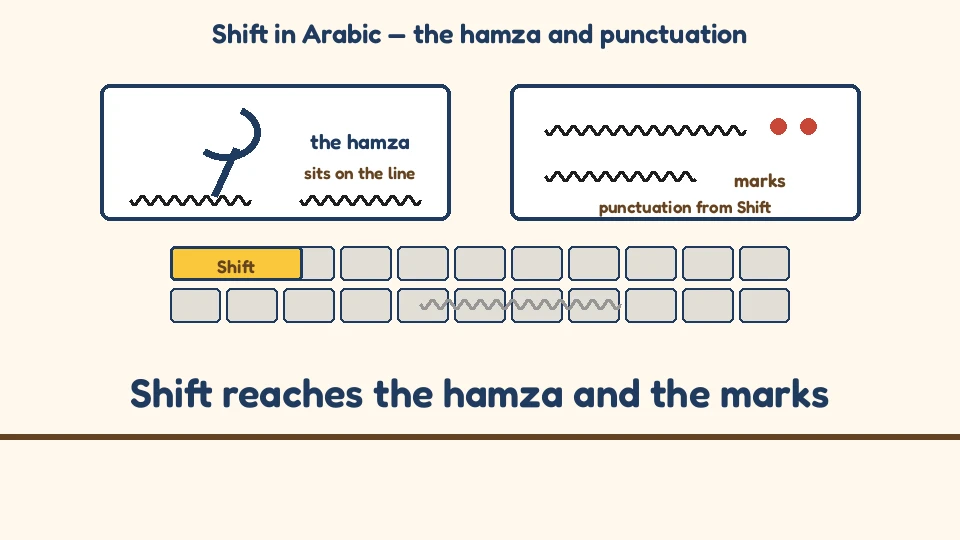 Shift in Arabic — the hamza and punctuation
the hamza
sits on the line
marks
punctuation from Shift
Shift
Shift reaches the hamza and the marks